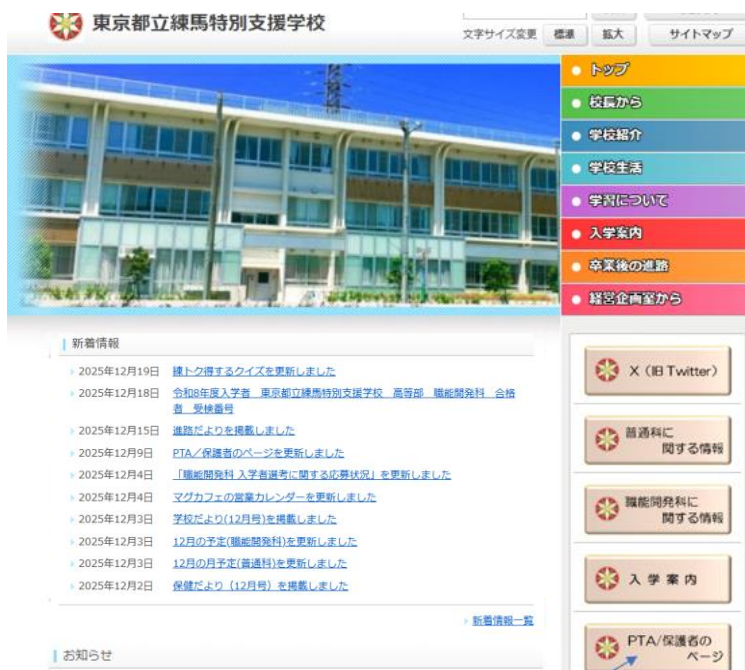 東京都立練馬特別支援学校
文字サイズ変更 標準 拡大 サイトマップ
トップ
校長から
学校紹介
学校生活
学習について
入学案内
卒業後の進路
経営企画室から
新着情報
2025年12月19日 練トク得するクイズを更新しました
2025年12月18日 令和8年度入学者 東京都立練馬特別支援学校 高等部 職能開発科 合格
者 受検番号
2025年12月15日 進路だよりを掲載しました
2025年12月9日 PTA/保護者のページを更新しました
2025年12月4日 「職能開発科 入学者選考に関する応募状況」を更新しました
2025年12月4日 マグカフェの営業カレンダーを更新しました
2025年12月3日 学校だより(12月号)を掲載しました
2025年12月3日 12月の予定(職能開発科)を更新しました
2025年12月3日 12月の月予定(普通科)を更新しました
2025年12月2日 保健だより（12月号）を掲載しました
新着情報一覧
お知らせ
X（旧Twitter）
普通科に
関する情報
職能開発科に
関する情報
入学案内
PTA/保護者の
ページ